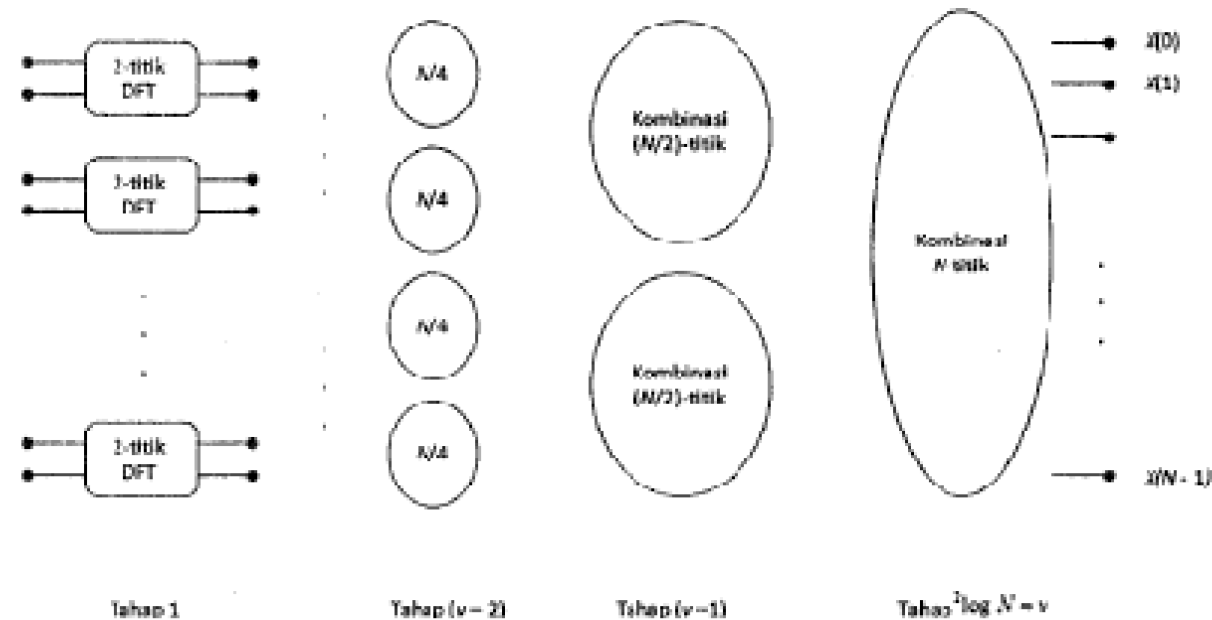 2-titik
DFT
2-titik
DFT
2-titik
DFT
N/4
N/4
N/4
N/4
Kombinasi
(N/2)-titik
Kombinasi
(N/2)-titik
Kombinasi
N-titik
X(0)
X(1)
X(N - 1)
Tahap 1
Tahap (v – 2)
Tahap (v –1)
Tahap ²log N = v